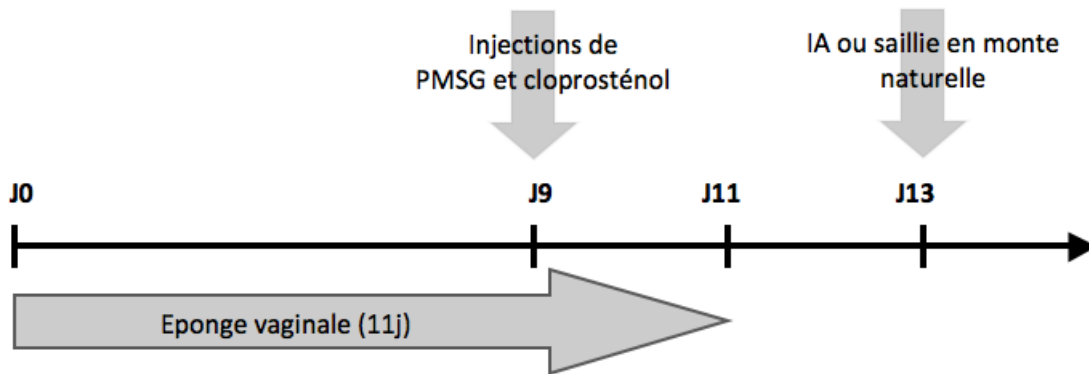 Injections de
PMSG et cloprosténol
IA ou saillie en monte
naturelle
J0
J9
J11
J13
Eponge vaginale (11j)